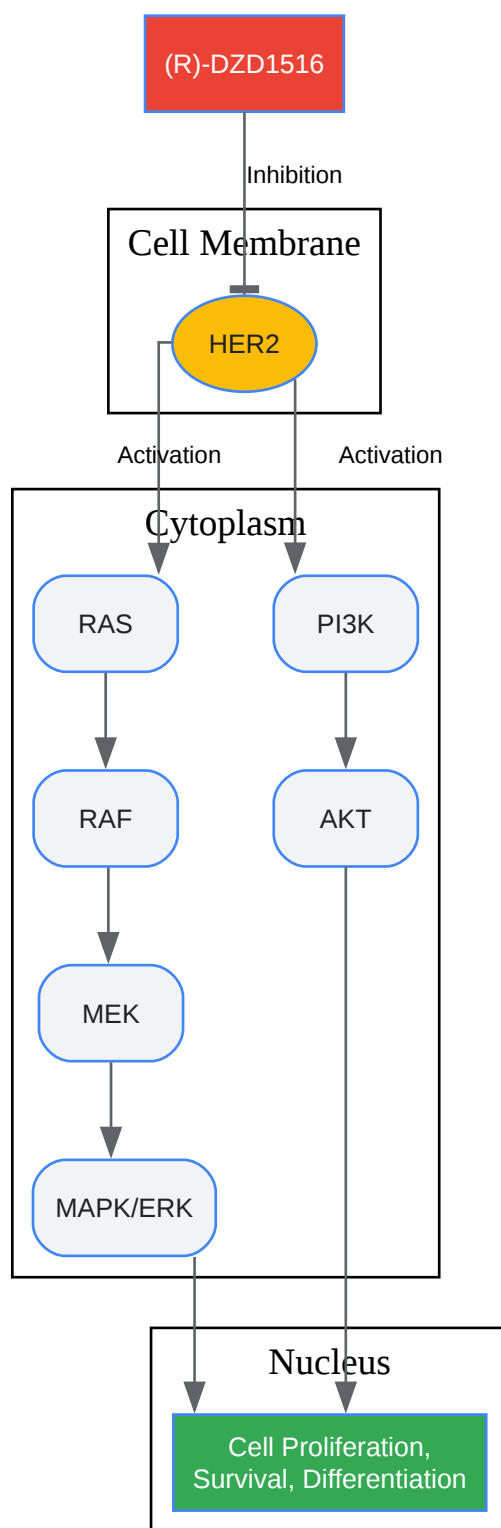 (R)-DZD1516
Inhibition
Cell Membrane
HER2
Activation
Activation
Cytoplasm
RAS
PI3K
RAF
AKT
MEK
MAPK/ERK
Nucleus
Cell Proliferation,
Survival, Differentiation